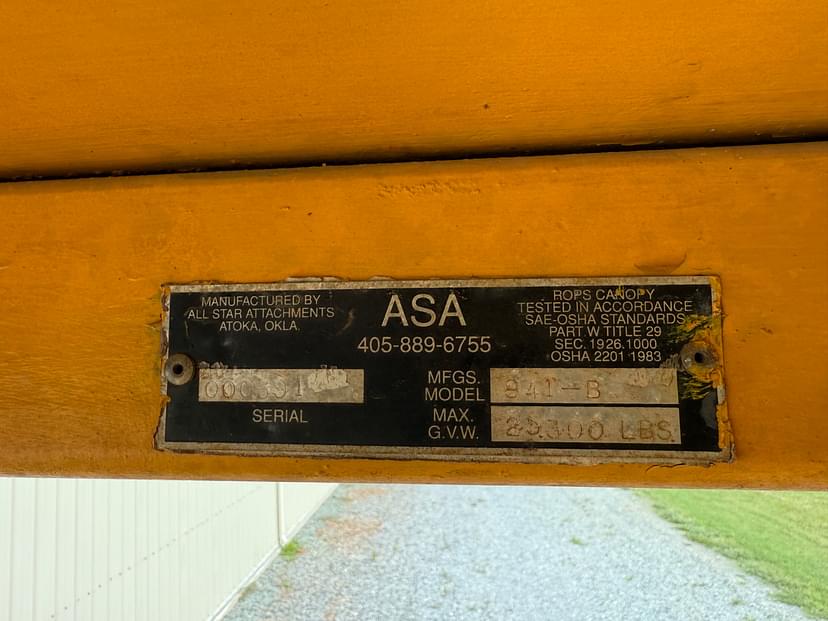 MANUFACTURED BY
ALL STAR ATTACHMENTS
ATOKA, OKLA.
ASA
405-889-6755
ROPS CANOPY
TESTED IN ACCORDANCE
SAE-OSHA STANDARDS
PART W TITLE 29
SEC. 1926.1000
OSHA 2201 1983
SERIAL
MFGS.
MODEL
941-B
MAX.
G.V.W.
LBS.